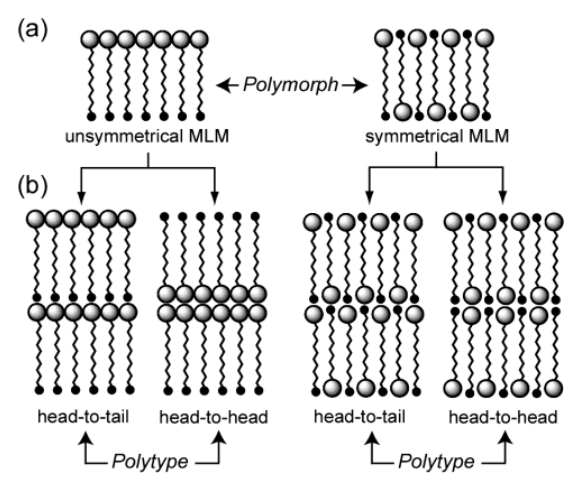 (a)
Polymorph
unsymmetrical MLM
symmetrical MLM
(b)
head-to-tail
head-to-head
head-to-tail
head-to-head
Polytype
Polytype